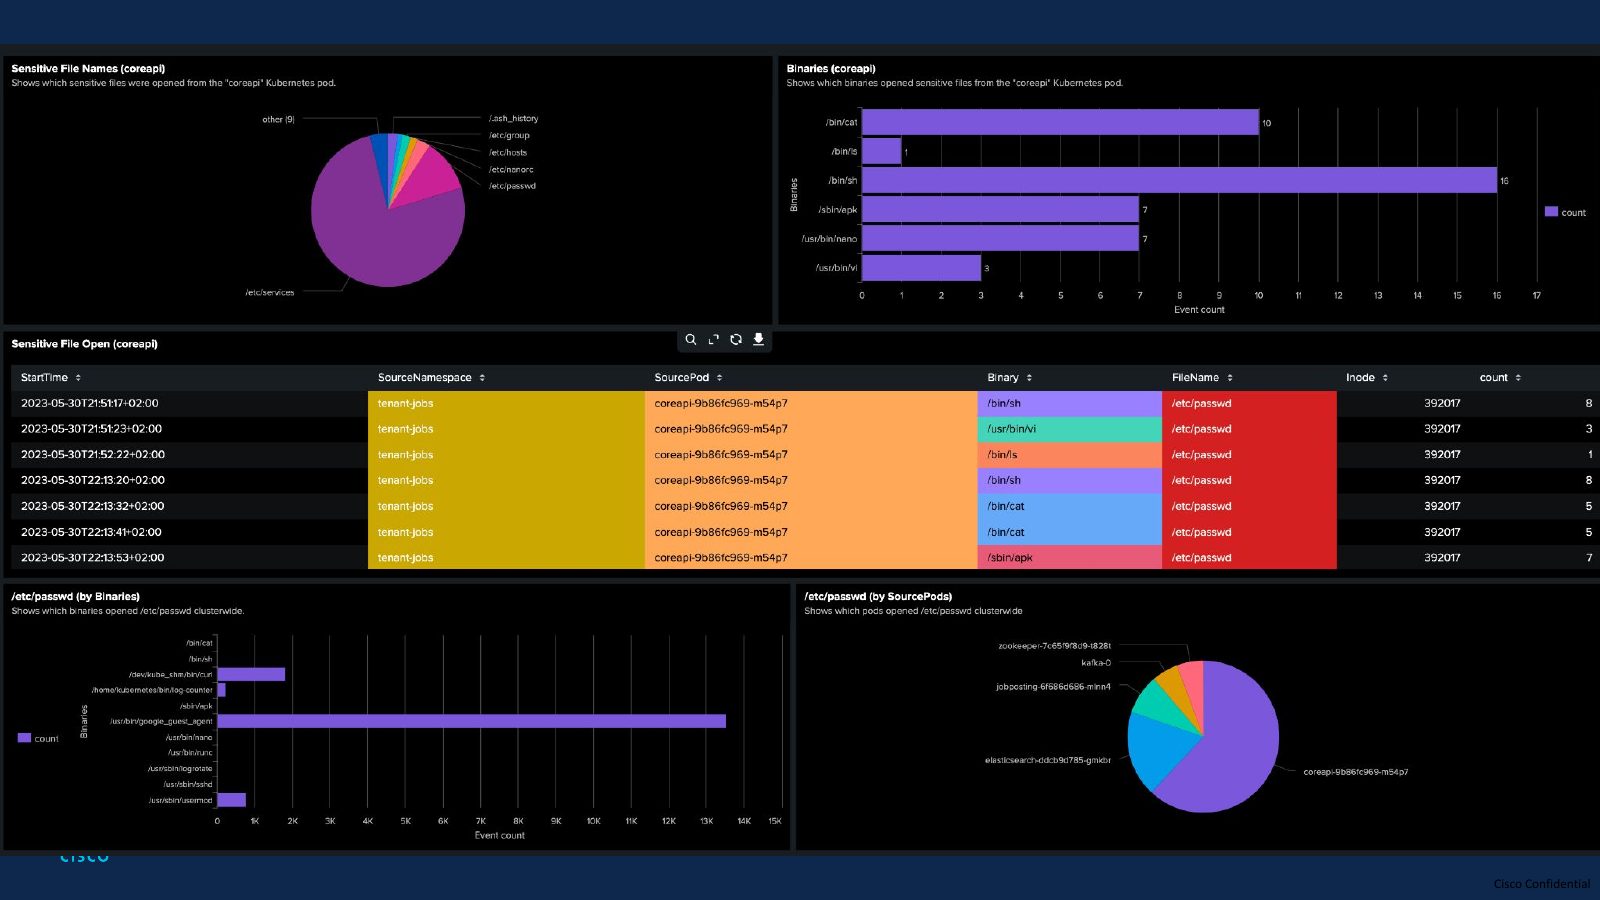 Sensitive File Names (coreapi)
Shows which sensitive files were opened from the "coreapi" Kubernetes pod.
other (9)
/.ash_history
/etc/group
/etc/hosts
/etc/nanorc
/etc/passwd
/etc/services
Binaries (coreapi)
Shows which binaries opened sensitive files from the "coreapi" Kubernetes pod.
Binaries
/bin/cat
10
/bin/ls
1
/bin/sh
16
/sbin/apk
7
/usr/bin/nano
7
/usr/bin/vi
3
0 1 2 3 4 5 6 7 8 9 10 11 12 13 14 15 16 17
Event count
count
Sensitive File Open (coreapi)
StartTime SourceNamespace SourcePod Binary FileName Inode count
2023-05-30T21:51:17+02:00 tenant-jobs coreapi-9b86fc969-m54p7 /bin/sh /etc/passwd 392017 8
2023-05-30T21:51:23+02:00 tenant-jobs coreapi-9b86fc969-m54p7 /usr/bin/vi /etc/passwd 392017 3
2023-05-30T21:52:22+02:00 tenant-jobs coreapi-9b86fc969-m54p7 /bin/ls /etc/passwd 392017 1
2023-05-30T22:13:20+02:00 tenant-jobs coreapi-9b86fc969-m54p7 /bin/sh /etc/passwd 392017 8
2023-05-30T22:13:32+02:00 tenant-jobs coreapi-9b86fc969-m54p7 /bin/cat /etc/passwd 392017 5
2023-05-30T22:13:41+02:00 tenant-jobs coreapi-9b86fc969-m54p7 /bin/cat /etc/passwd 392017 5
2023-05-30T22:13:53+02:00 tenant-jobs coreapi-9b86fc969-m54p7 /sbin/apk /etc/passwd 392017 7
/etc/passwd (by Binaries)
Shows which binaries opened /etc/passwd clusterwide.
count
Binaries
/bin/cat
/bin/sh
/dev/kube_shm/bin/curl
/home/kubernetes/bin/log-counter
/sbin/apk
/usr/bin/google_guest_agent
/usr/bin/nano
/usr/bin/runc
/usr/sbin/logrotate
/usr/sbin/sshd
/usr/sbin/usermod
0 1K 2K 3K 4K 5K 6K 7K 8K 9K 10K 11K 12K 13K 14K 15K
Event count
/etc/passwd (by SourcePods)
Shows which pods opened /etc/passwd clusterwide
zookeeper-7c65f9f8d9-t828t
kafka-0
jobposting-6f686d686-mlnn4
elasticsearch-ddcb9d785-gmkbr
coreapi-9b86fc969-m54p7
cisco
Cisco Confidential